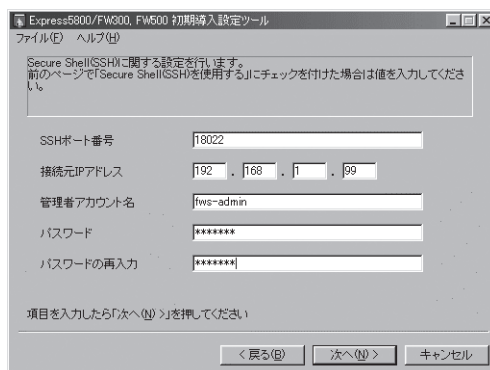 Express5800/FW300, FW500 初期導入設定ツール
ファイル(F) ヘルプ(H)
Secure Shell(SSH)に関する設定を行います。
前のページで「Secure Shell(SSH)を使用する」にチェックを付けた場合は値を入力してくださ
い。
SSHポート番号 18022
接続元IPアドレス 192 . 168 . 1 . 99
管理者アカウント名 fws-admin
パスワード *******
パスワードの再入力 *******
項目を入力したら「次へ(N) >」を押してください
< 戻る(B) 次へ(N) > キャンセル